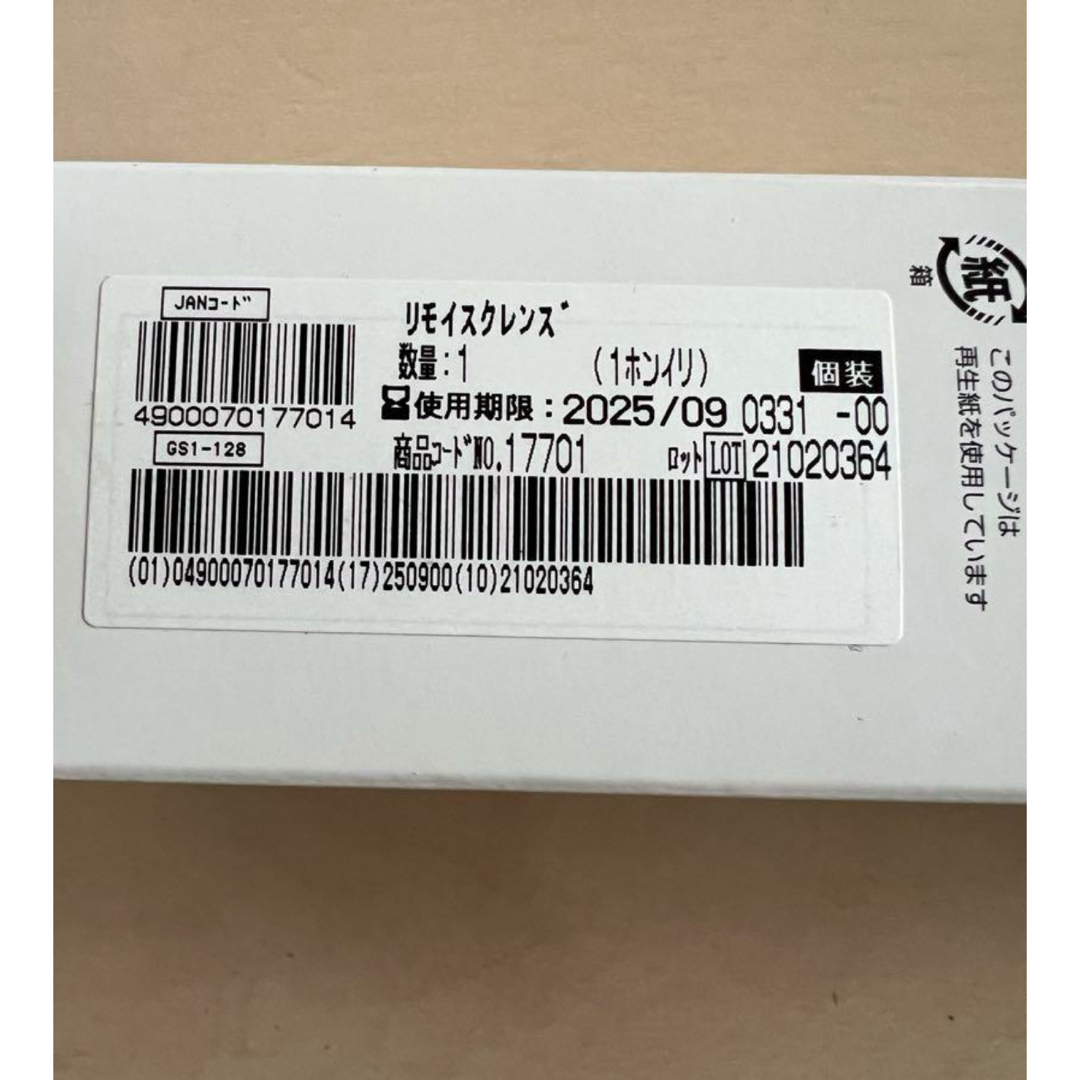 JANコード
4900070177014
GS1-128
リモイスクレンズ
数量:1 (1ホンイリ) 個装
使用期限:2025/09 0331 -00
商品コードNO.17701 ロット LOT 21020364
(01)04900070177014(17)250900(10)21020364
紙
箱
このパッケージは
再生紙を使用しています